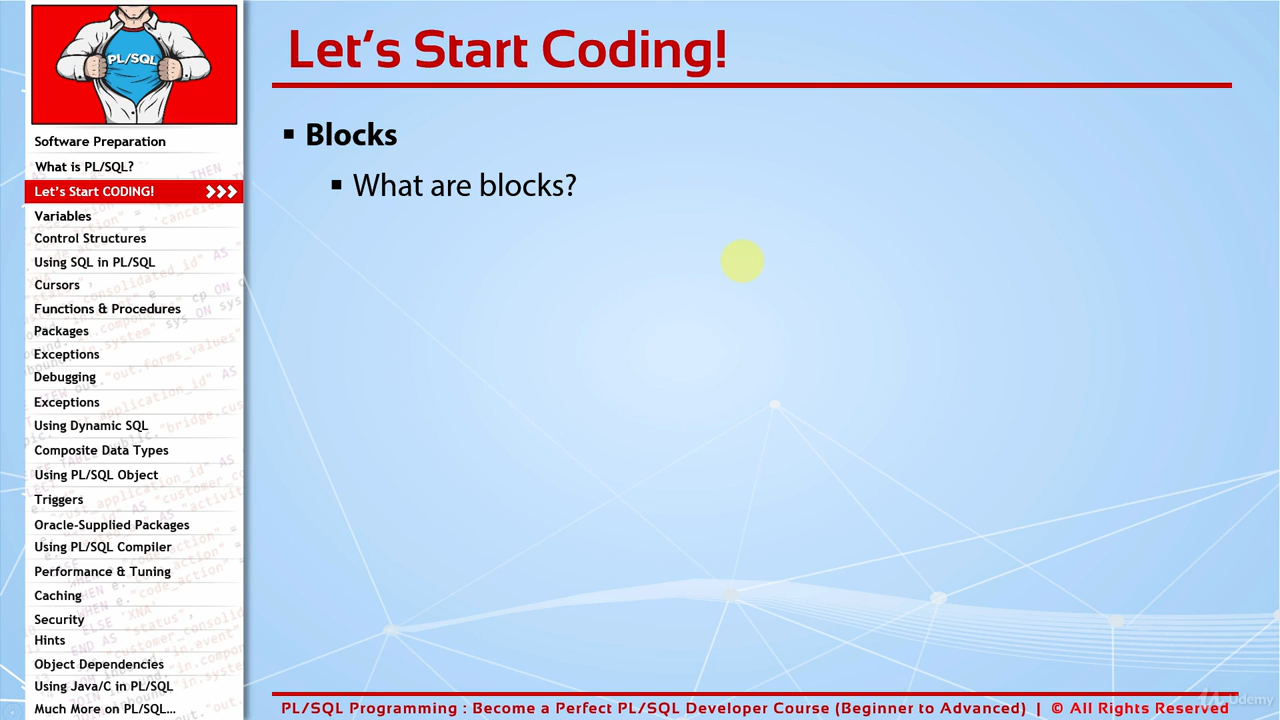 PL/SQL
Software Preparation
What is PL/SQL?
Let's Start CODING!
Variables
Control Structures
Using SQL in PL/SQL
Cursors
Functions & Procedures
Packages
Exceptions
Debugging
Exceptions
Using Dynamic SQL
Composite Data Types
Using PL/SQL Object
Triggers
Oracle-Supplied Packages
Using PL/SQL Compiler
Performance & Tuning
Caching
Security
Hints
Object Dependencies
Using Java/C in PL/SQL
Much More on PL/SQL...
Let's Start Coding!
▪ Blocks
▪ What are blocks?
PL/SQL Programming : Become a Perfect PL/SQL Developer Course (Beginner to Advanced) | © All Rights Reserved
Udemy